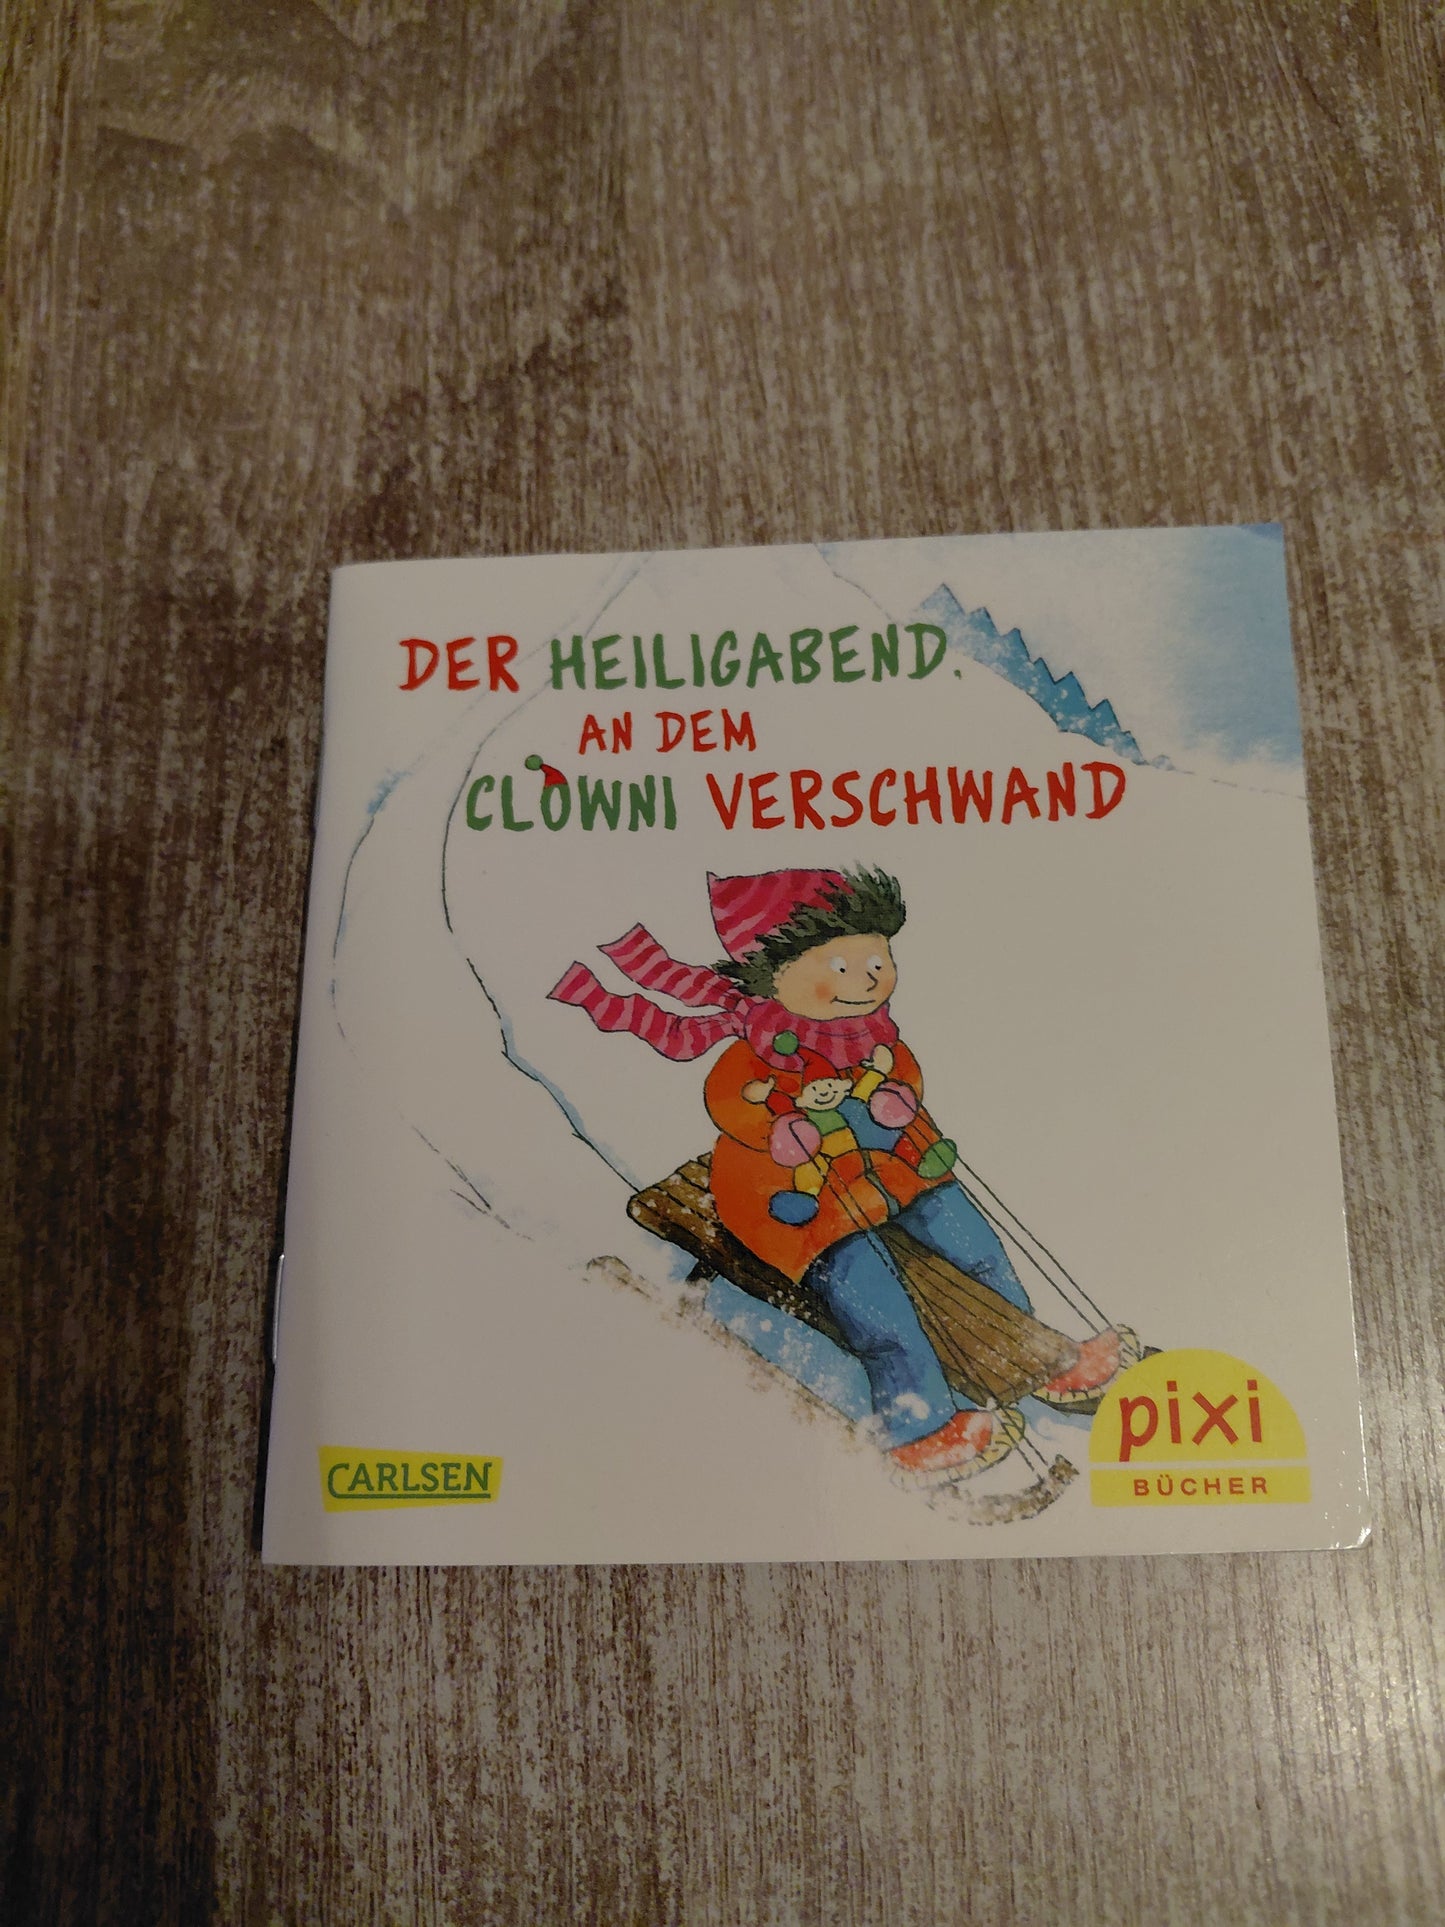 DER HEILIGABEND,
AN DEM
CLOWNI VERSCHWAND
CARLSEN
pixi
BÜCHER